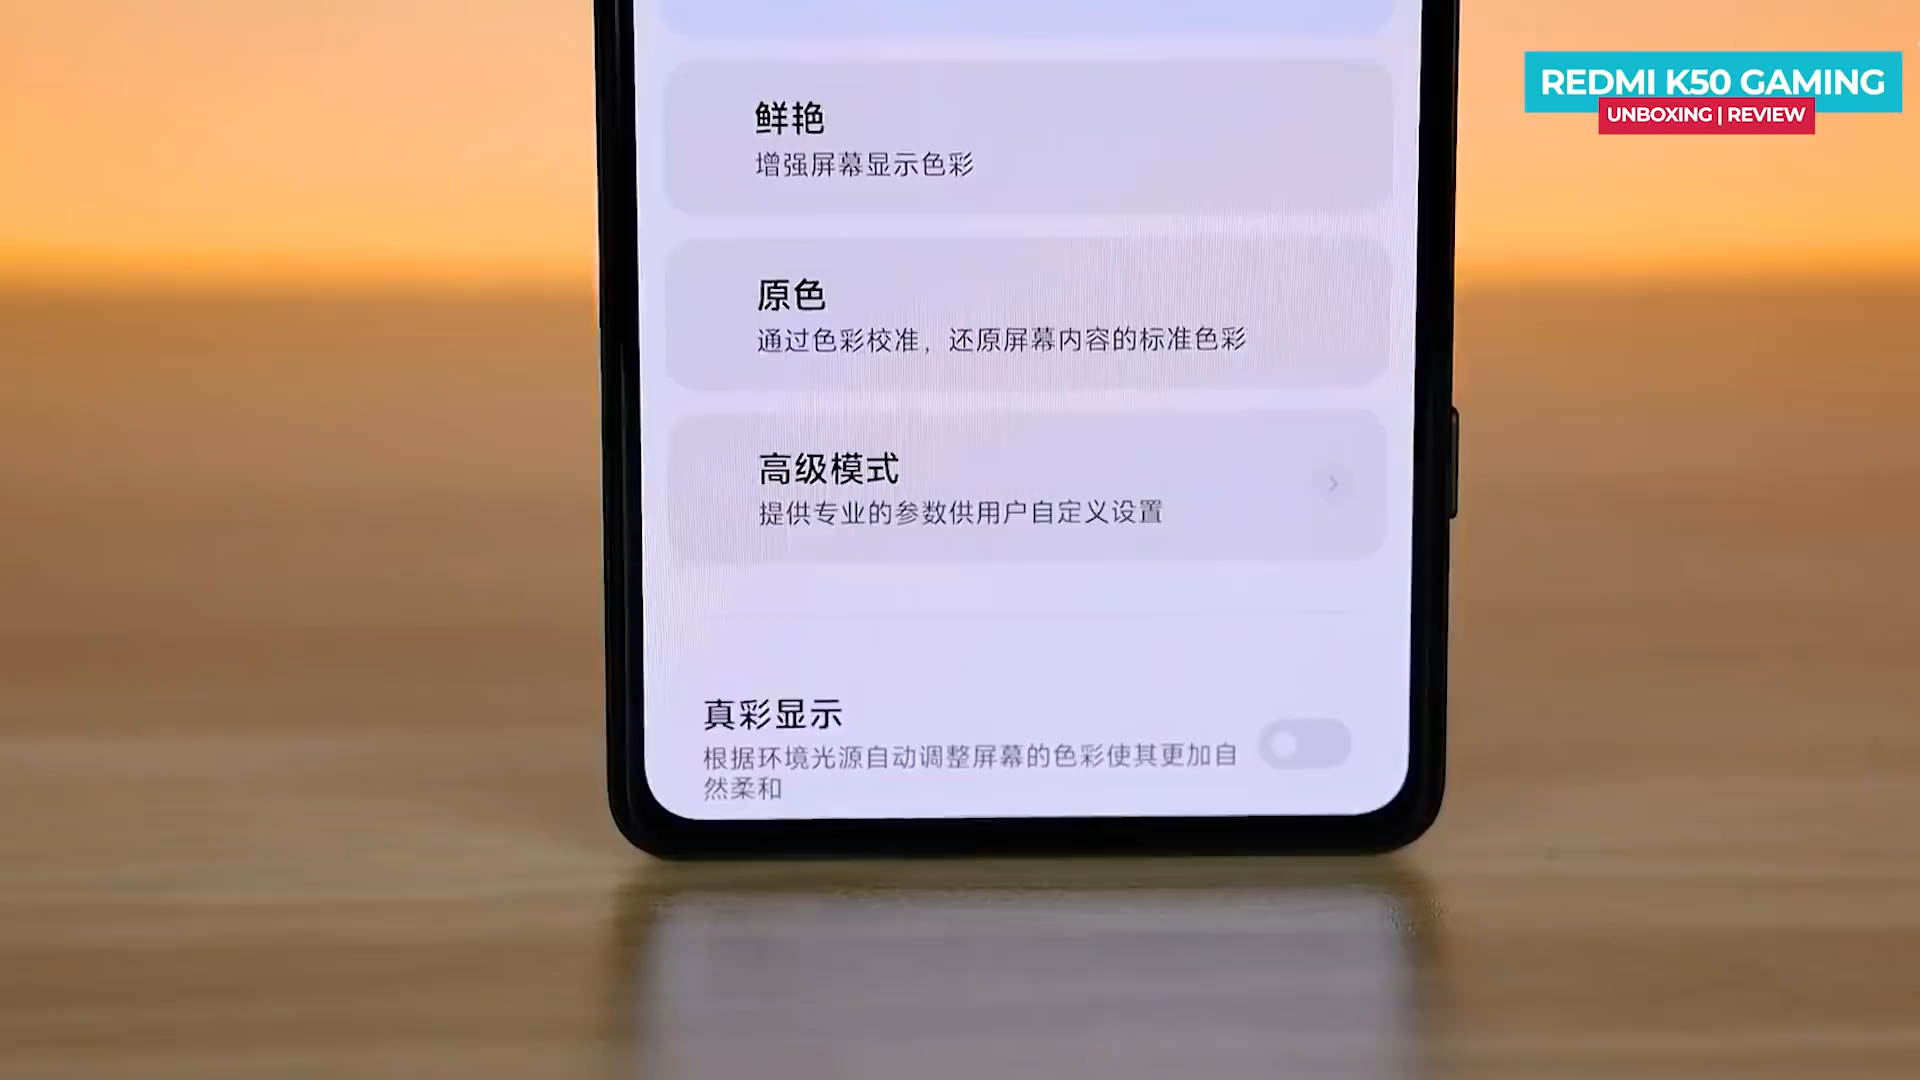 REDMI K50 GAMING
UNBOXING | REVIEW
鲜艳
增强屏幕显示色彩
原色
通过色彩校准，还原屏幕内容的标准色彩
高级模式
提供专业的参数供用户自定义设置
真彩显示
根据环境光源自动调整屏幕的色彩使其更加自
然柔和